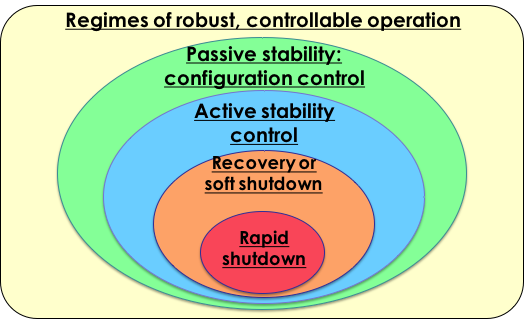 Regimes of robust, controllable operation
Passive stability:
configuration control
Active stability
control
Recovery or
soft shutdown
Rapid
shutdown